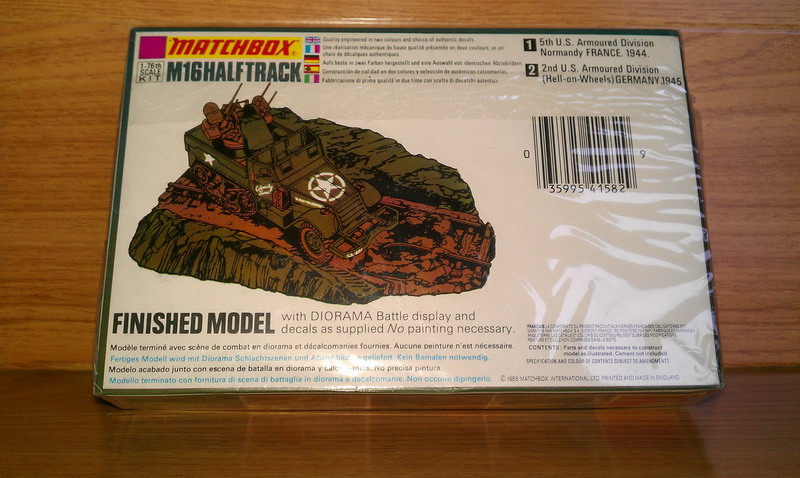 MATCHBOX
1-76th SCALE KIT
M16 HALF TRACK
Quality engineered in two colours and choice of authentic decals.
Une réalisation mécanique de haute qualité présentée en deux couleurs, et un choix de décalques authentiques.
Aufs beste in zwei Farben hergestellt und eine Auswahl von identischen Abziebildern.
Construcción de calidad en dos colores y selección de auténticas calcomanías.
Fabbricazione di prima qualità in due tinte con scelta di decalchi autentici.
1 5th U.S. Armoured Division
Normandy FRANCE. 1944.
2 2nd U.S. Armoured Division
(Hell-on-Wheels) GERMANY 1945
0 35995 41582 9
FINISHED MODEL
with DIORAMA Battle display and
decals as supplied No painting necessary.
Modèle terminé avec scène de combat en diorama et décalcomanies fournies. Aucune peinture n'est nécessaire.
Fertiges Modell wird mit Diorama Schlachtszenen und Abziehbildern geliefert. Kein Bemalen notwendig.
Modelo acabado junto con escena de batalla en diorama y calcomanías. No precisa pintura
Modello terminato con fornitura di scena di battaglia in diorama e decalcomanie. Non occorre dipingerlo.
CONTENTS: Parts and decals necessary to construct
model as illustrated. Cement not included.
SPECIFICATION AND COLOUR OF CONTENTS SUBJECT TO AMENDMENTS
© 1983 MATCHBOX INTERNATIONAL LTD. PRINTED AND MADE IN ENGLAND